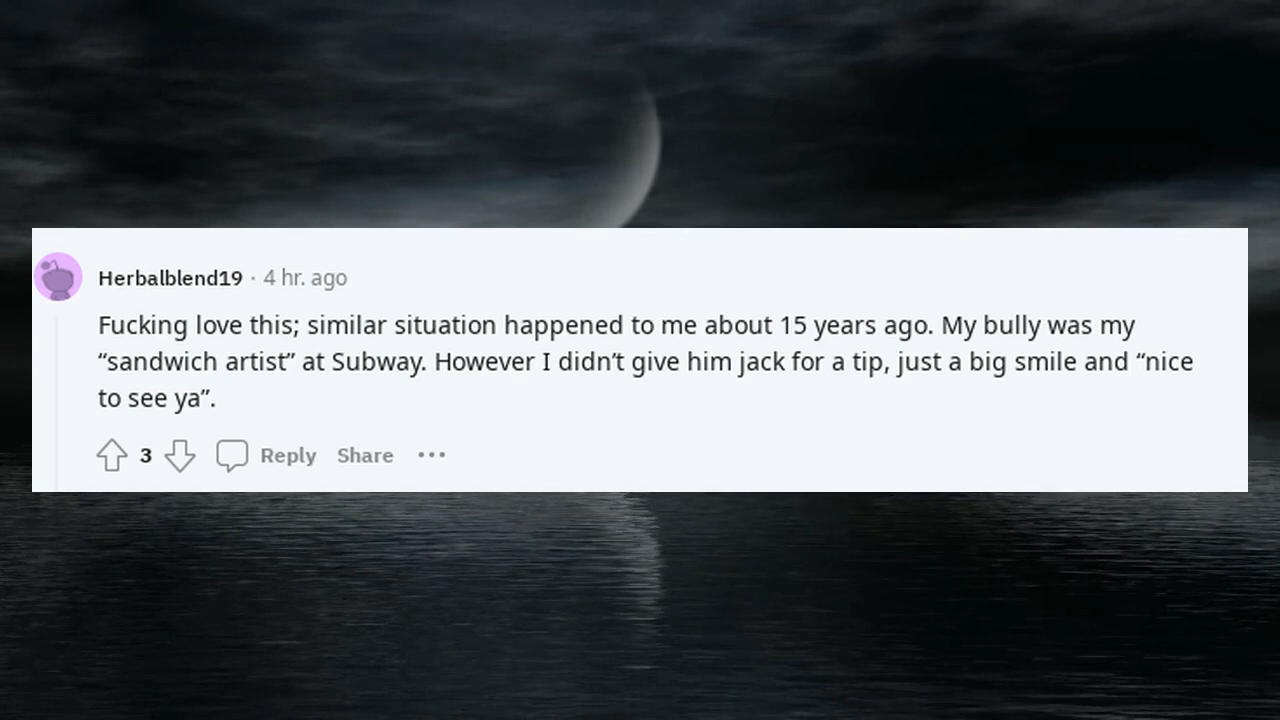 Herbalblend19 · 4 hr. ago
Fucking love this; similar situation happened to me about 15 years ago. My bully was my
“sandwich artist” at Subway. However I didn’t give him jack for a tip, just a big smile and “nice
to see ya”.
3 Reply Share •••